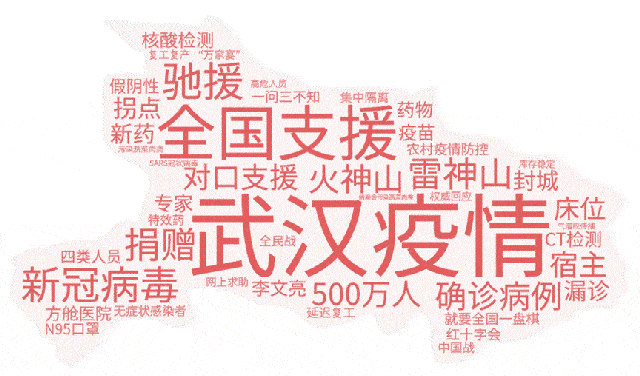 核酸检测
复工复产 “万家宴”
假阴性
驰援
高危人员
一问三不知
集中隔离
拐点
全国支援
药物
新药
疫苗
农村疫情防控
SARS冠状病毒
对口支援
火神山
雷神山
库存稳定
封城
权威回应
专家
特效药
武汉疫情
床位
捐赠
全民战
CT检测
四类人员
宿主
新冠病毒
网上求助
李文亮
500万人
确诊病例
漏诊
方舱医院
无症状感染者
延迟复工
就要全国一盘棋
N95口罩
红十字会
中国战